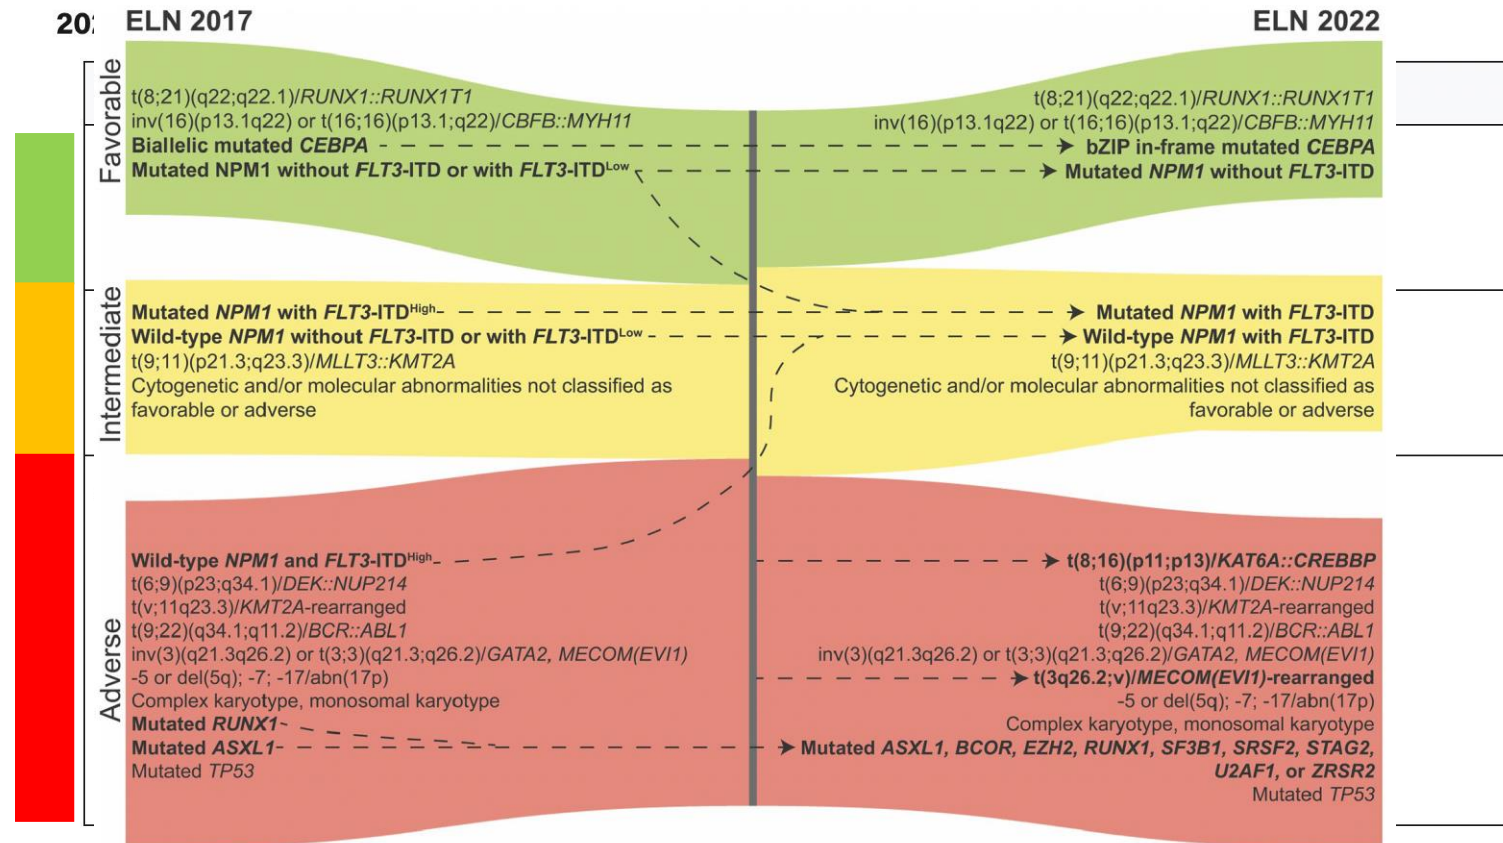 202
ELN 2017
ELN 2022
Favorable
t(8;21)(q22;q22.1)/RUNX1::RUNX1T1
inv(16)(p13.1q22) or t(16;16)(p13.1;q22)/CBFB::MYH11
Biallelic mutated CEBPA
Mutated NPM1 without FLT3-ITD or with FLT3-ITDLow
t(8;21)(q22;q22.1)/RUNX1::RUNX1T1
inv(16)(p13.1q22) or t(16;16)(p13.1;q22)/CBFB::MYH11
bZIP in-frame mutated CEBPA
Mutated NPM1 without FLT3-ITD
Intermediate
Mutated NPM1 with FLT3-ITDHigh
Wild-type NPM1 without FLT3-ITD or with FLT3-ITDLow
t(9;11)(p21.3;q23.3)/MLLT3::KMT2A
Cytogenetic and/or molecular abnormalities not classified as
favorable or adverse
Mutated NPM1 with FLT3-ITD
Wild-type NPM1 with FLT3-ITD
t(9;11)(p21.3;q23.3)/MLLT3::KMT2A
Cytogenetic and/or molecular abnormalities not classified as
favorable or adverse
Adverse
Wild-type NPM1 and FLT3-ITDHigh
t(6;9)(p23;q34.1)/DEK::NUP214
t(v;11q23.3)/KMT2A-rearranged
t(9;22)(q34.1;q11.2)/BCR::ABL1
inv(3)(q21.3q26.2) or t(3;3)(q21.3;q26.2)/GATA2, MECOM(EVI1)
-5 or del(5q); -7; -17/abn(17p)
Complex karyotype, monosomal karyotype
Mutated RUNX1
Mutated ASXL1
Mutated TP53
t(8;16)(p11;p13)/KAT6A::CREBBP
t(6;9)(p23;q34.1)/DEK::NUP214
t(v;11q23.3)/KMT2A-rearranged
t(9;22)(q34.1;q11.2)/BCR::ABL1
inv(3)(q21.3q26.2) or t(3;3)(q21.3;q26.2)/GATA2, MECOM(EVI1)
t(3q26.2;v)/MECOM(EVI1)-rearranged
-5 or del(5q); -7; -17/abn(17p)
Complex karyotype, monosomal karyotype
Mutated ASXL1, BCOR, EZH2, RUNX1, SF3B1, SRSF2, STAG2,
U2AF1, or ZRSR2
Mutated TP53